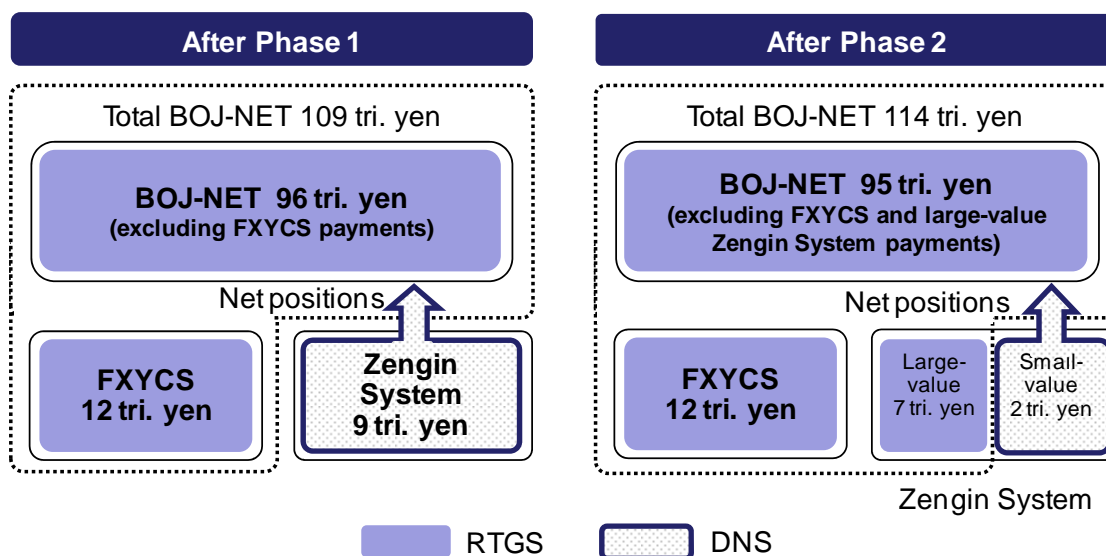 After Phase 1
Total BOJ-NET 109 tri. yen
BOJ-NET 96 tri. yen
(excluding FXYCS payments)
Net positions
FXYCS
12 tri. yen
Zengin
System
9 tri. yen
After Phase 2
Total BOJ-NET 114 tri. yen
BOJ-NET 95 tri. yen
(excluding FXYCS and large-value
Zengin System payments)
Net positions
FXYCS
12 tri. yen
Large-
value
7 tri. yen
Small-
value
2 tri. yen
Zengin System
RTGS
DNS